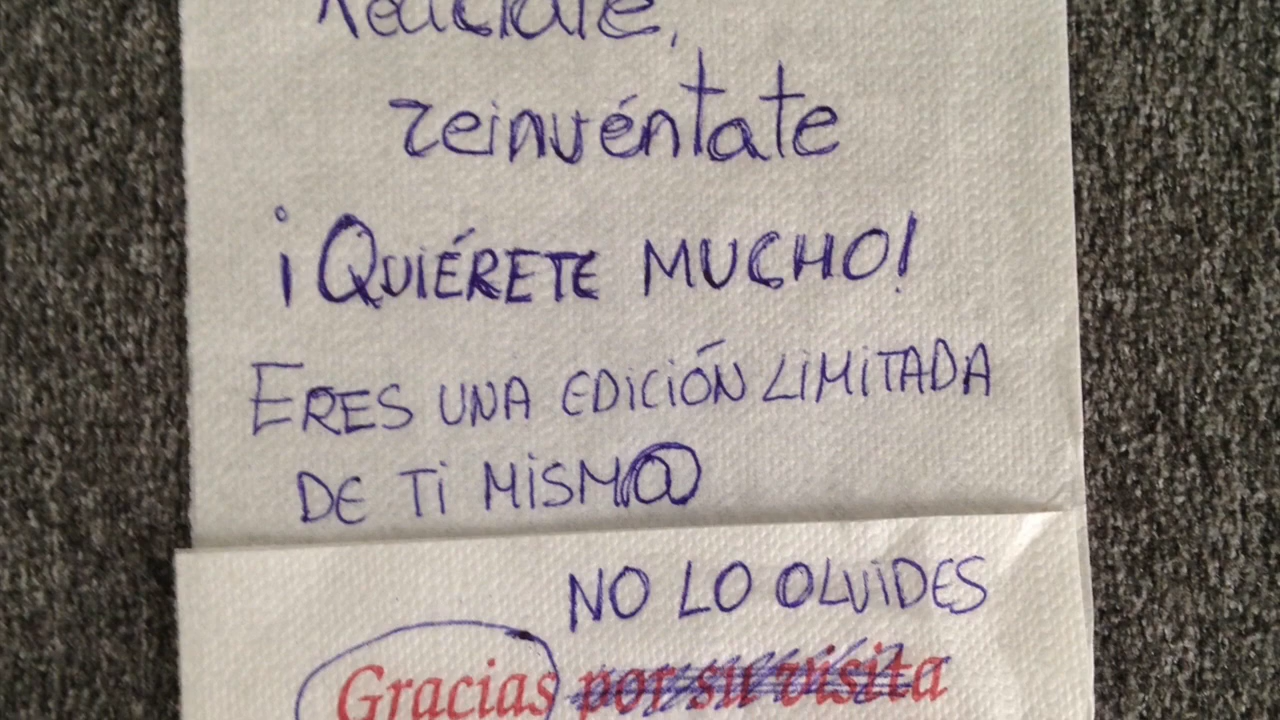 reinvéntate
¡QUIÉRETE MUCHO!
ERES UNA EDICIÓN LIMITADA
DE TI MISM@
NO LO OLVIDES
Gracias por su visita